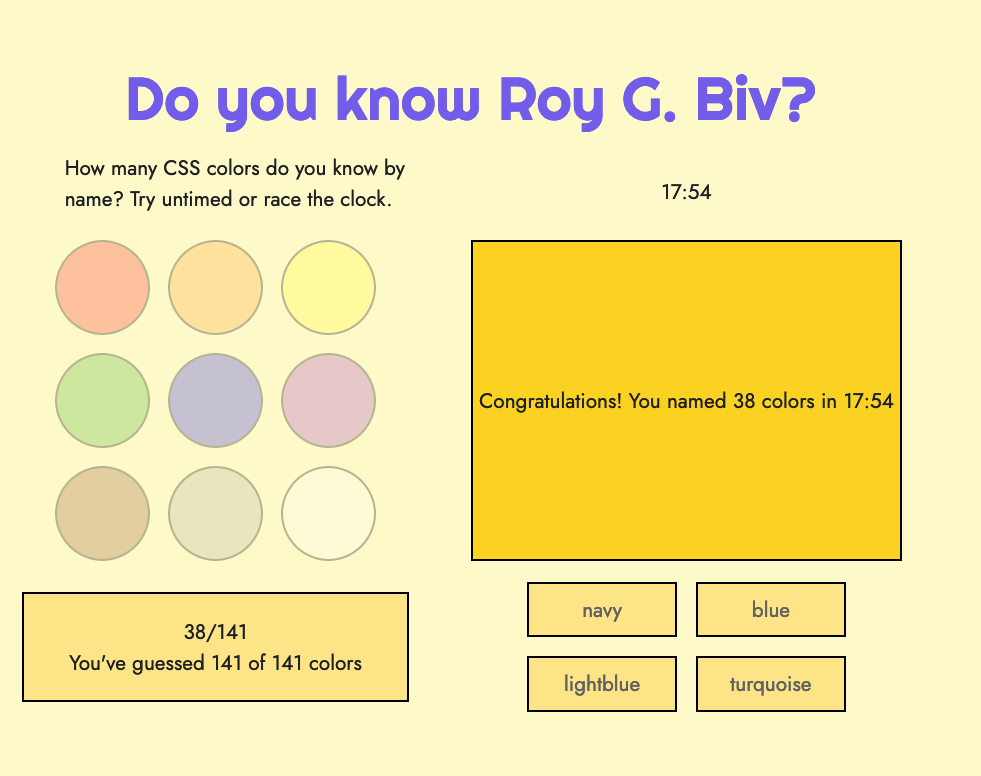 Do you know Roy G. Biv?
How many CSS colors do you know by
name? Try untimed or race the clock.
17:54
Congratulations! You named 38 colors in 17:54
38/141
You've guessed 141 of 141 colors
navy
blue
lightblue
turquoise